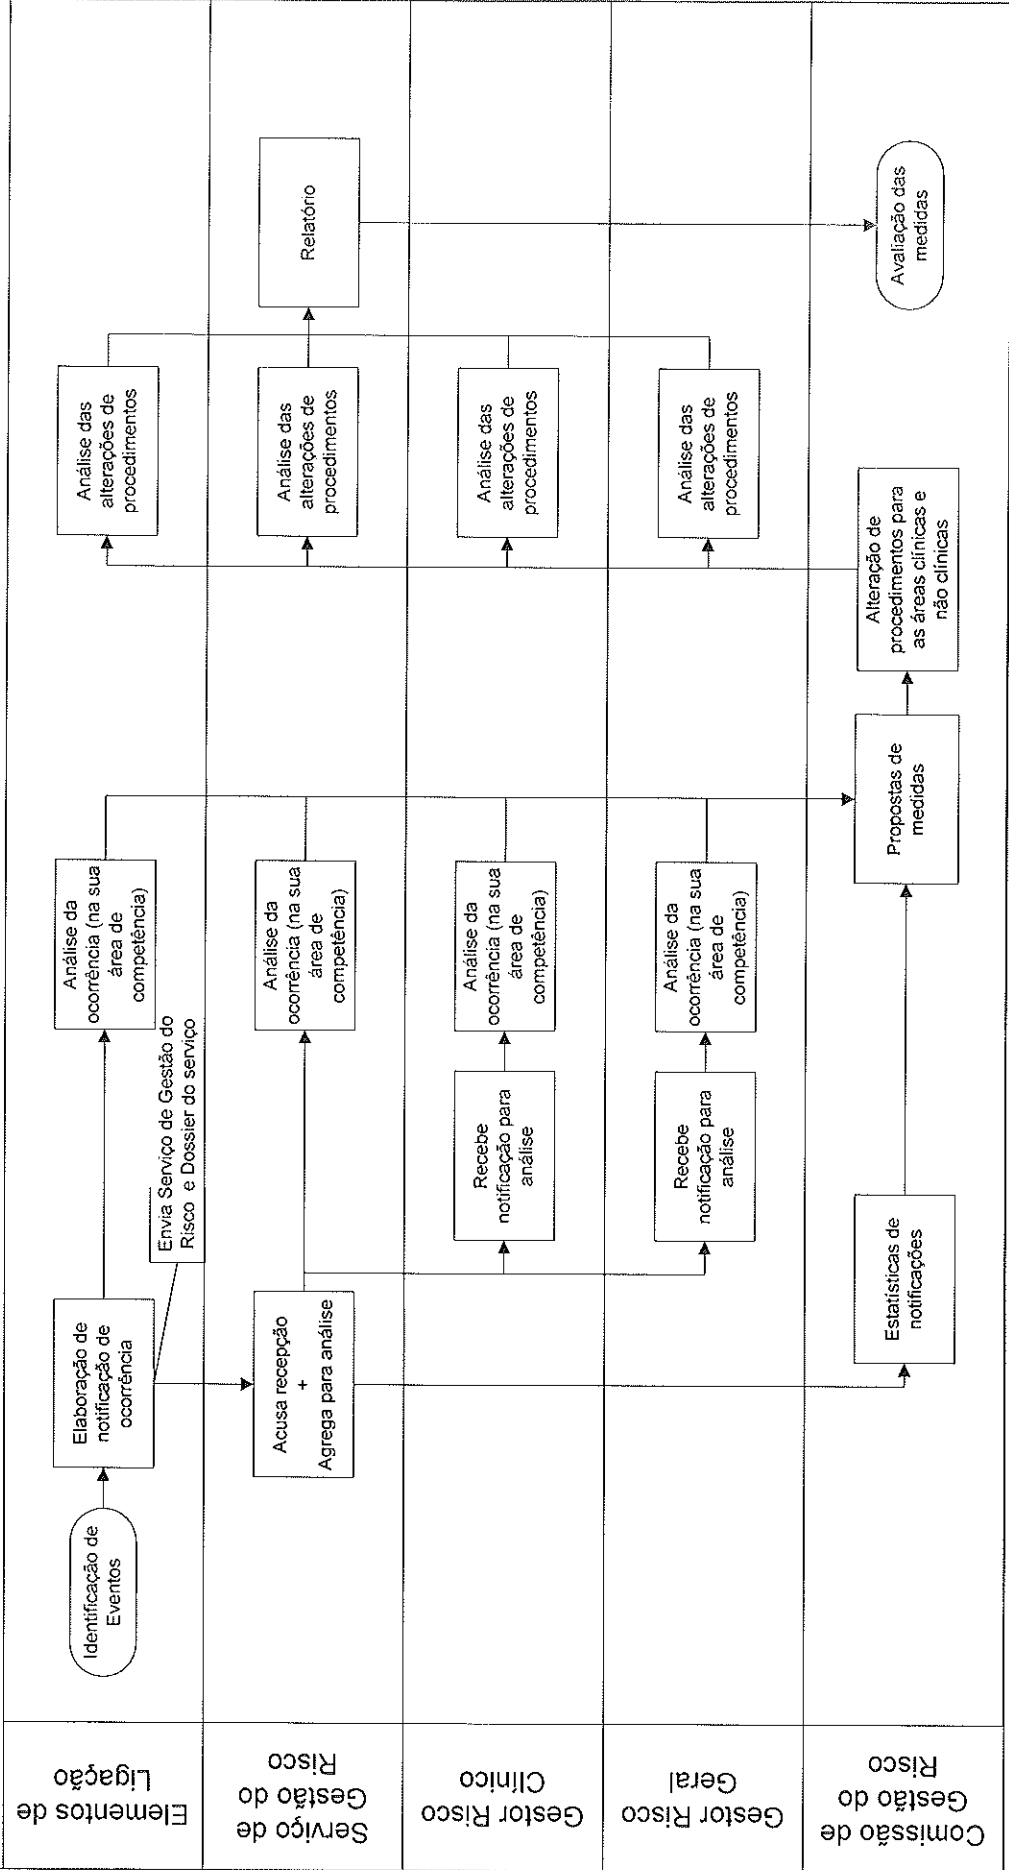 Elementos de
Ligação
Identificação de
Eventos
Elaboração de
notificação de
ocorrência
Envia Serviço de Gestão do
Risco e Dossier do serviço
Análise da
ocorrência (na sua
área de
competência)
Análise das
alterações de
procedimentos
Serviço de
Gestão do
Risco
Acusa recepção
+
Agrega para análise
Análise da
ocorrência (na sua
área de
competência)
Análise das
alterações de
procedimentos
Relatório
Gestor Risco
Clínico
Recebe
notificação para
análise
Análise da
ocorrência (na sua
área de
competência)
Análise das
alterações de
procedimentos
Gestor Risco
Geral
Recebe
notificação para
análise
Análise da
ocorrência (na sua
área de
competência)
Análise das
alterações de
procedimentos
Comissão de
Gestão do
Risco
Estatísticas de
notificações
Propostas de
medidas
Alteração de
procedimentos para
as áreas clínicas e
não clínicas
Avaliação das
medidas